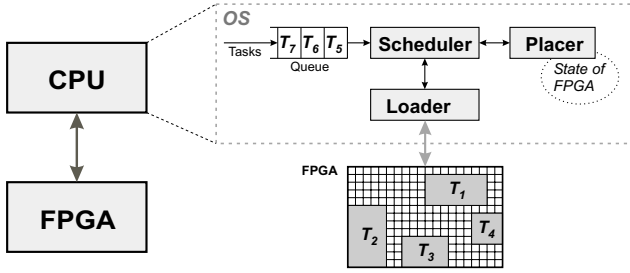 OS
CPU
Tasks
T7 T6 T5
Queue
Scheduler
Placer
State of
FPGA
Loader
FPGA
FPGA
T1
T2
T3
T4